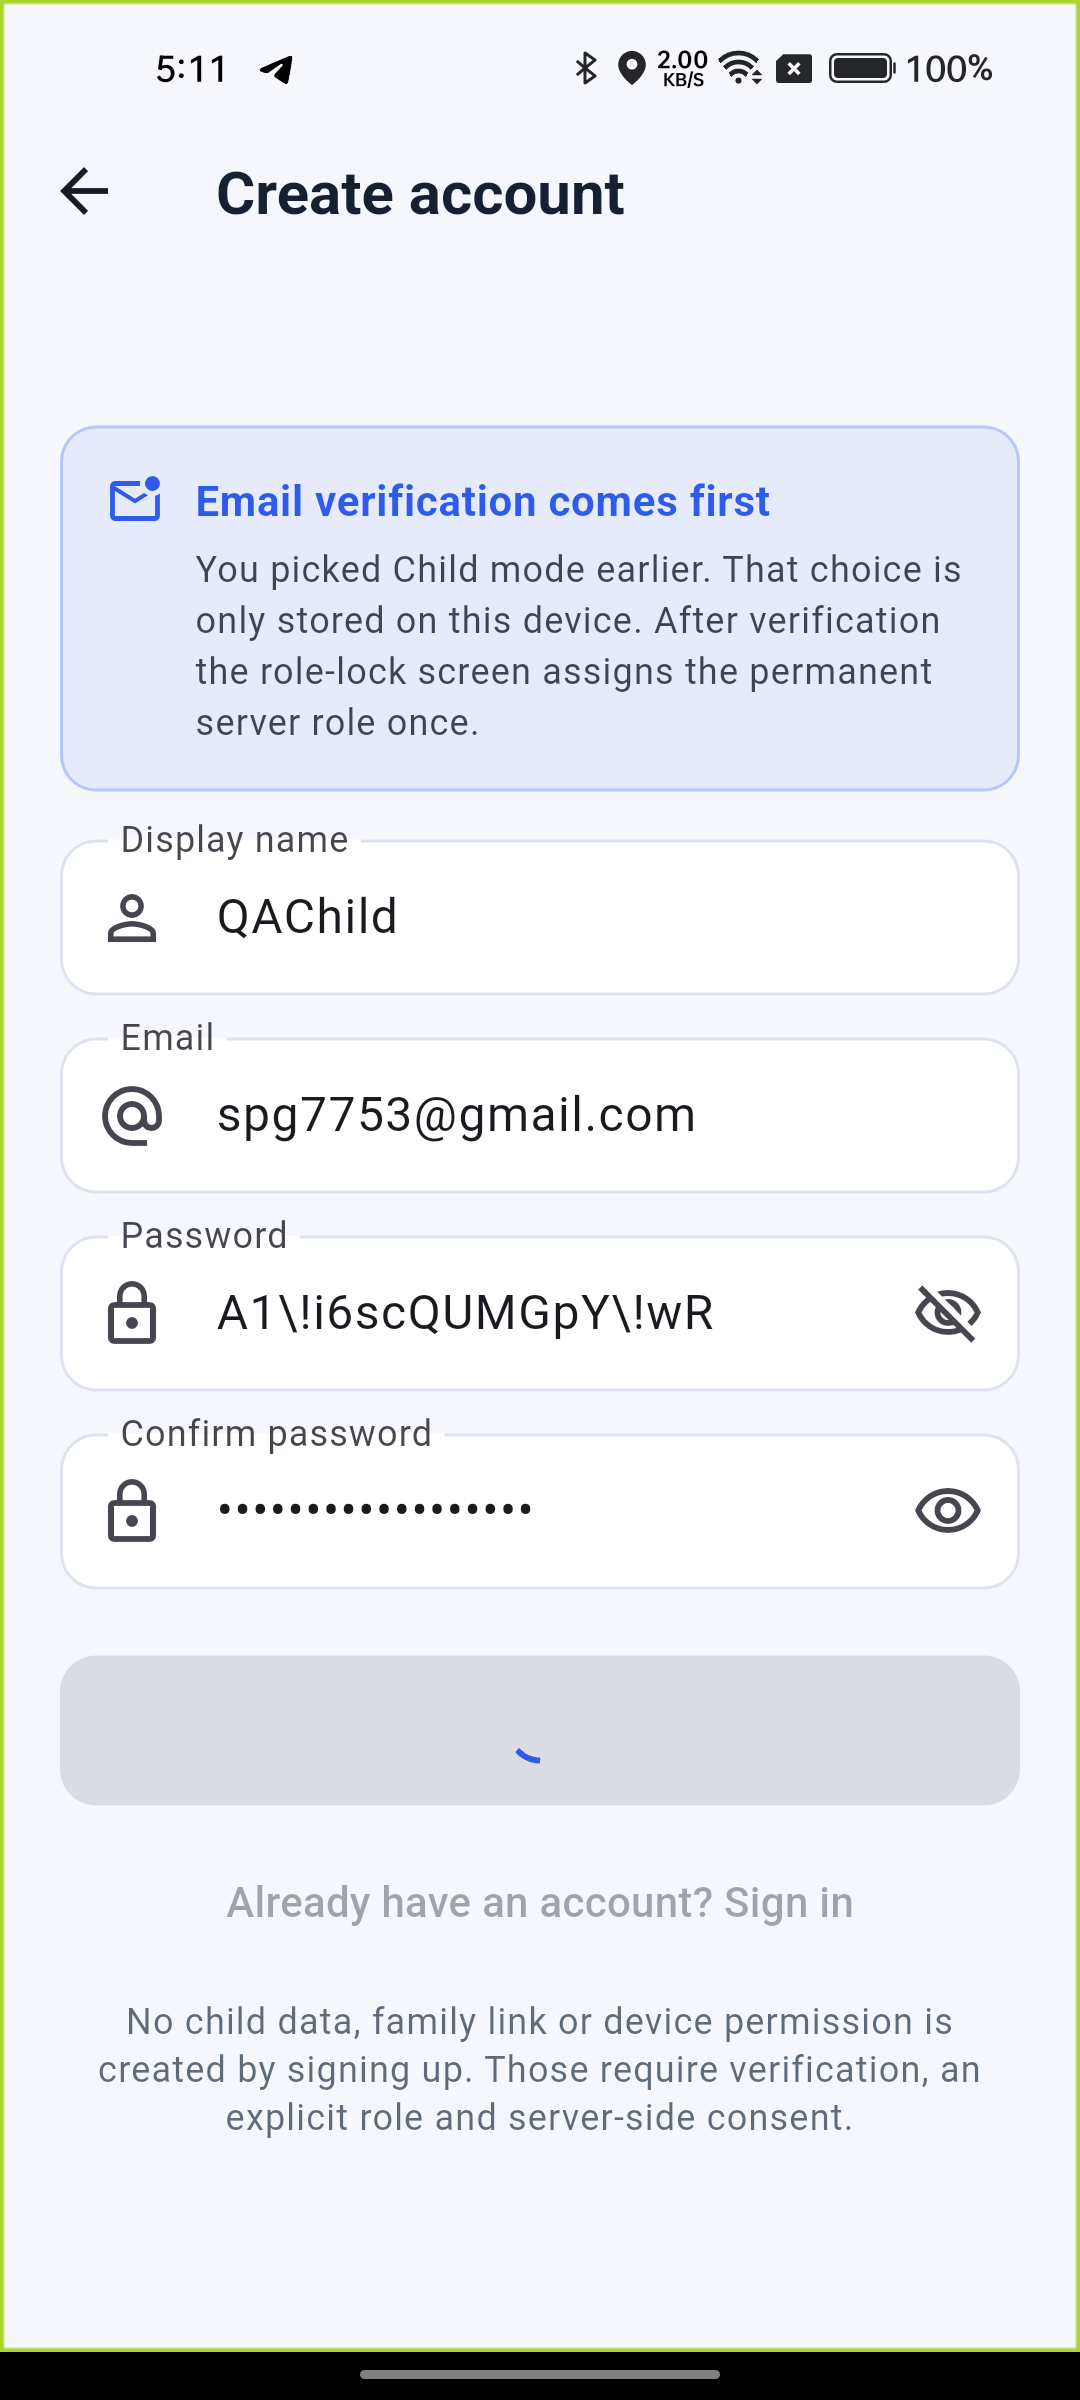 5:11
2.00
KB/S
100%
Create account
Email verification comes first
You picked Child mode earlier. That choice is
only stored on this device. After verification
the role-lock screen assigns the permanent
server role once.
Display name
QAChild
Email
spg7753@gmail.com
Password
A1\!i6scQUMGpY\!wR
Confirm password
••••••••••••••••••
Already have an account? Sign in
No child data, family link or device permission is
created by signing up. Those require verification, an
explicit role and server-side consent.